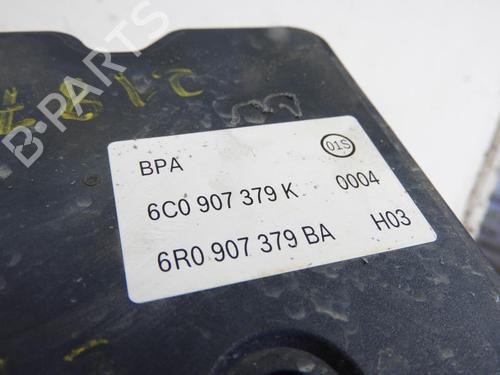 B-PARTS
BPA
01S
6C0 907 379 K 0004
6R0 907 379 BA H03